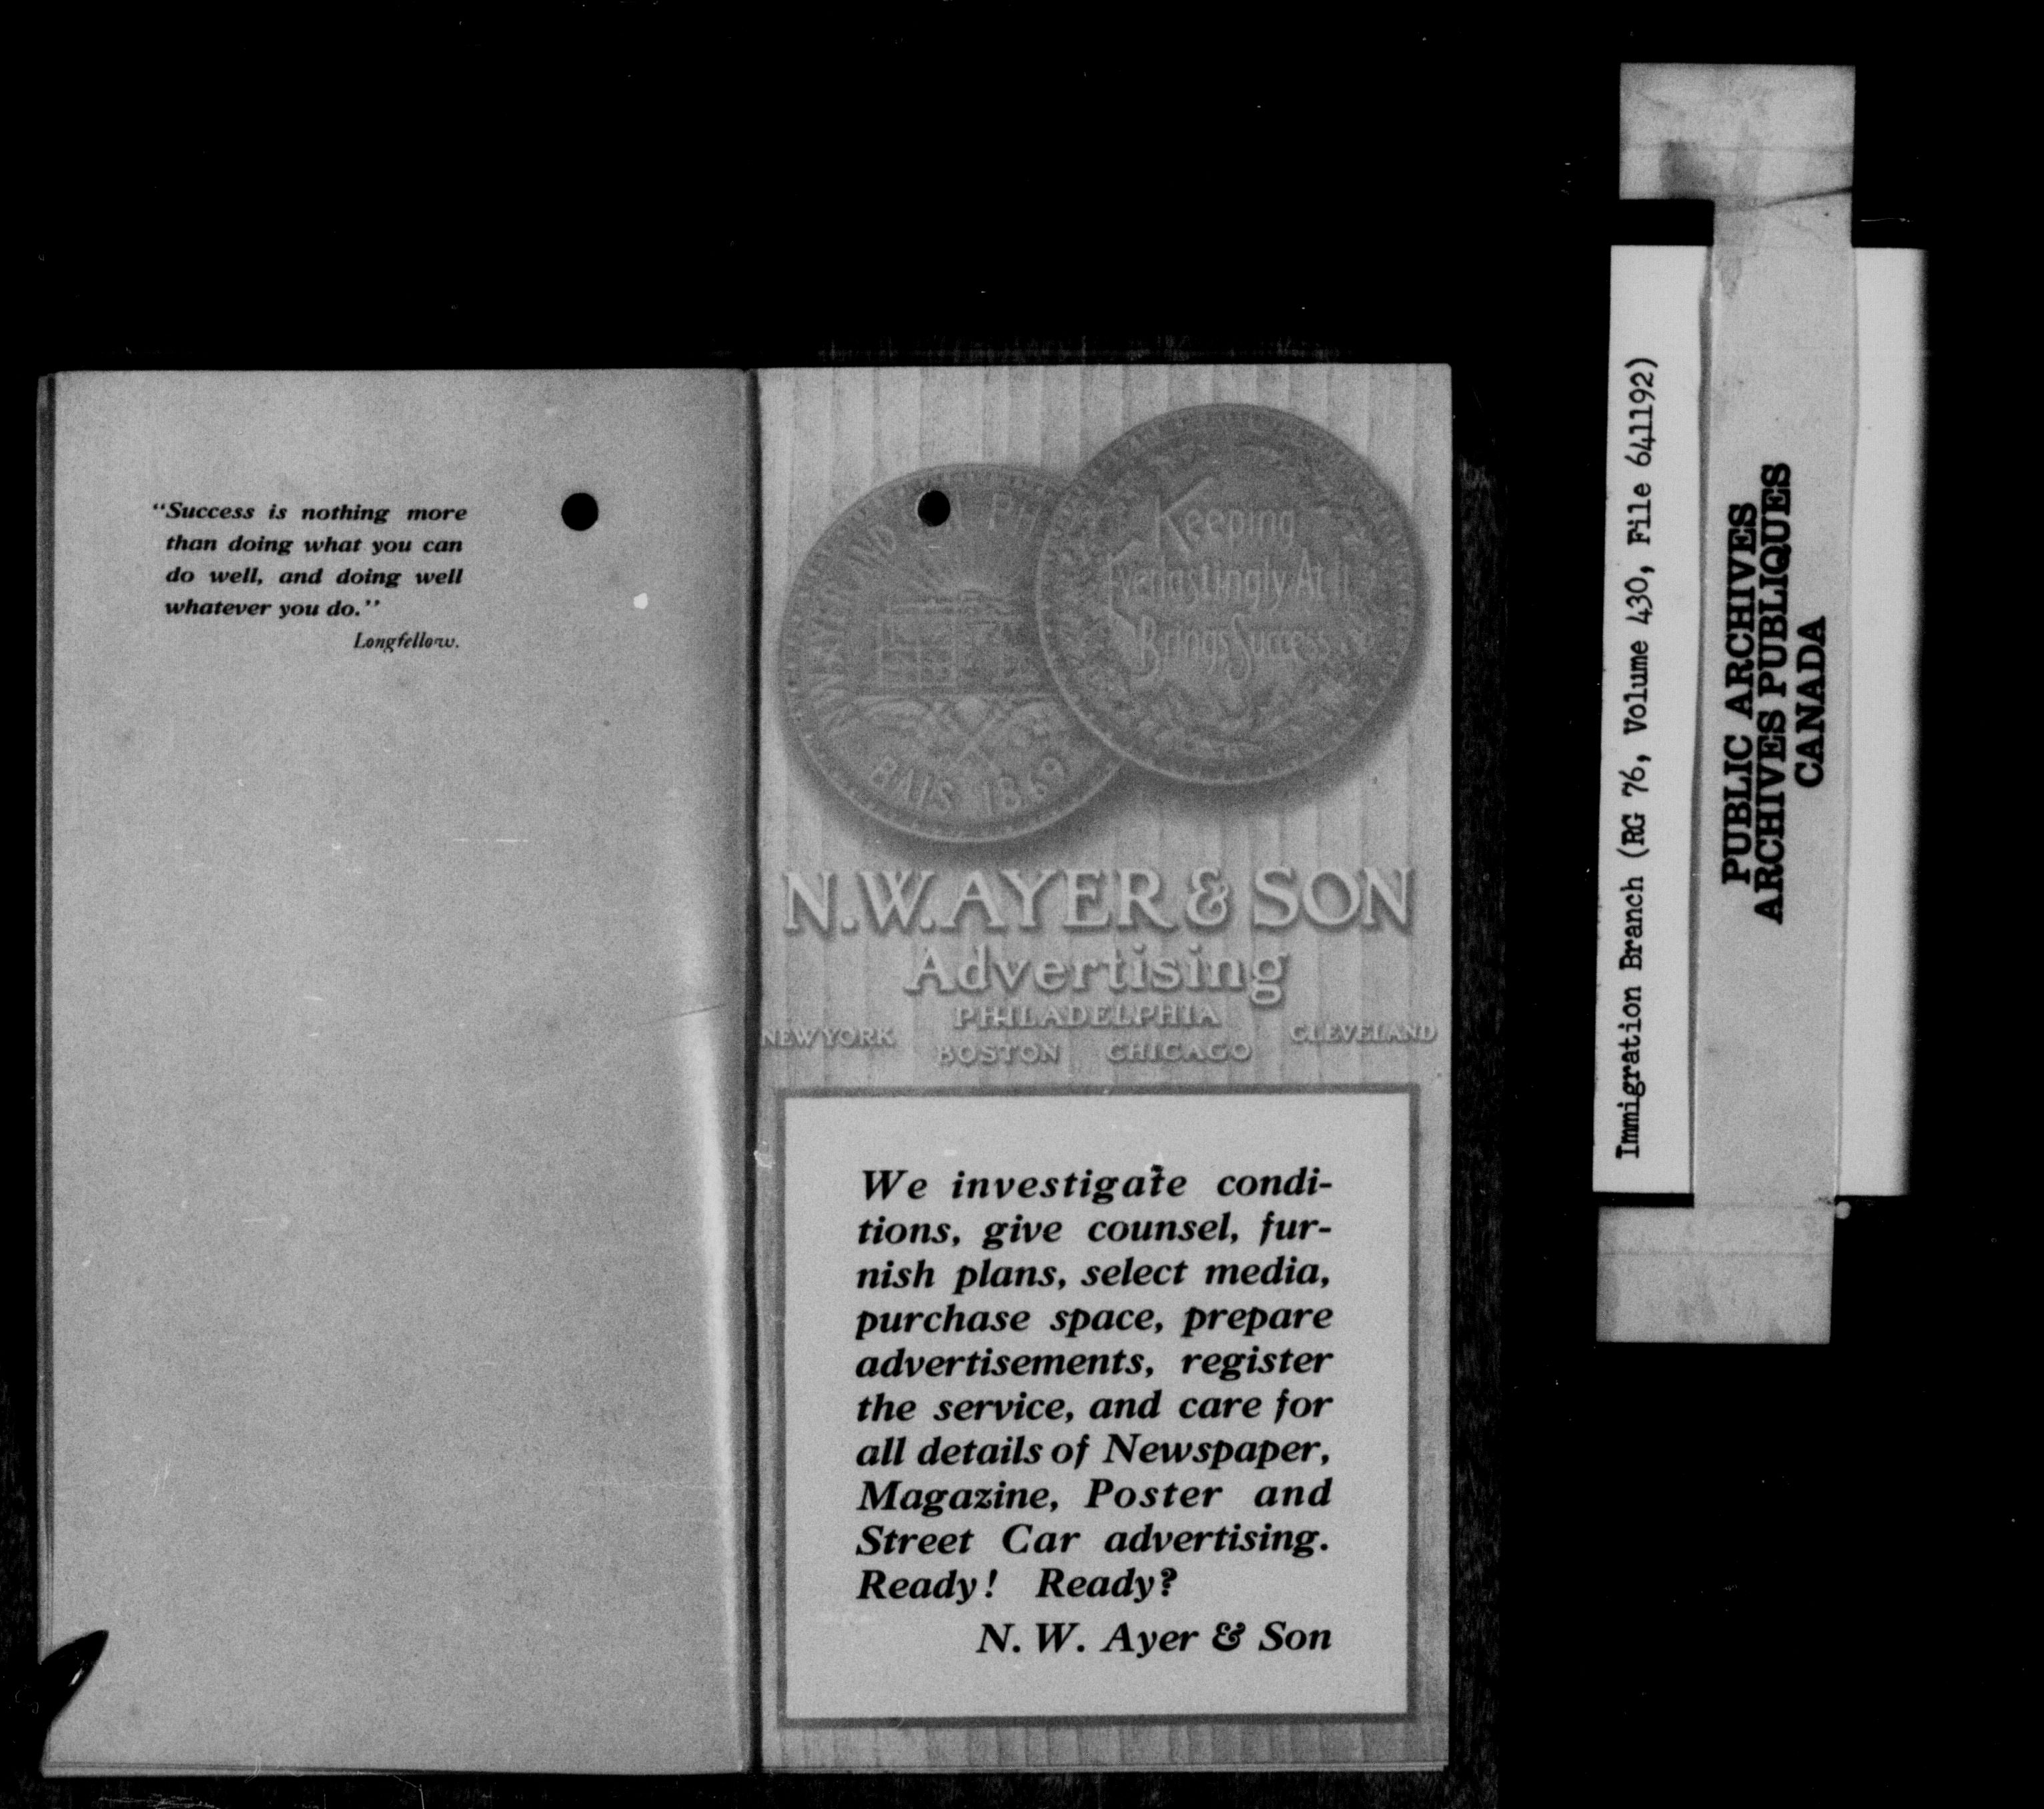 “Success is nothing more
than doing what you can
do well, and doing well
whatever you do.”
Longfellow.
N W AYER AND
BAIS 1869
Keeping
Everlastingly At It
Brings Success
N.W. AYER & SON
Advertising
PHILADELPHIA
NEW YORK BOSTON CHICAGO CLEVELAND
We investigate condi-
tions, give counsel, fur-
nish plans, select media,
purchase space, prepare
advertisements, register
the service, and care for
all details of Newspaper,
Magazine, Poster and
Street Car advertising.
Ready! Ready?
N. W. Ayer & Son
Immigration Branch (RG 76, Volume 430, File 641192)
PUBLIC ARCHIVES
ARCHIVES PUBLIQUES
CANADA